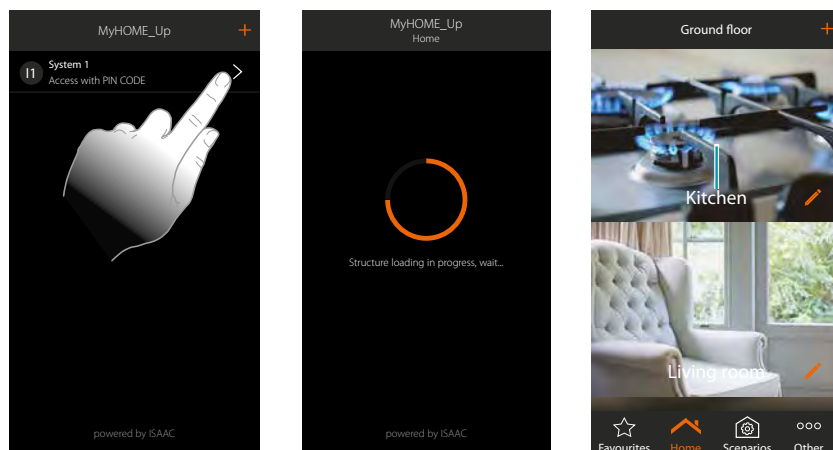 MyHOME_Up
I1
System 1
Access with PIN CODE
powered by ISAAC
MyHOME_Up
Home
Structure loading in progress, wait...
powered by ISAAC
Ground floor
Kitchen
Living room
Favourites Home Scenarios Other